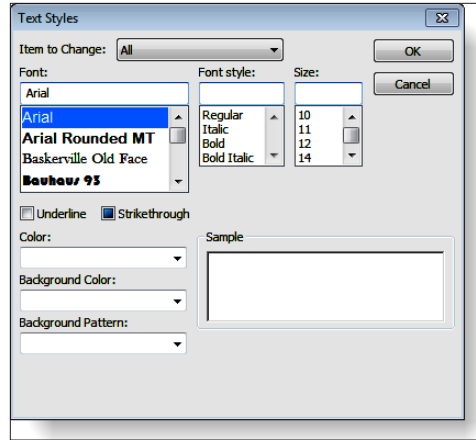 Text Styles
Item to Change: All
OK
Font:
Font style:
Size:
Cancel
Arial
Arial
Arial Rounded MT
Baskerville Old Face
Bauhaus 93
Regular
Italic
Bold
Bold Italic
10
11
12
14
Underline
Strikethrough
Color:
Sample
Background Color:
Background Pattern: